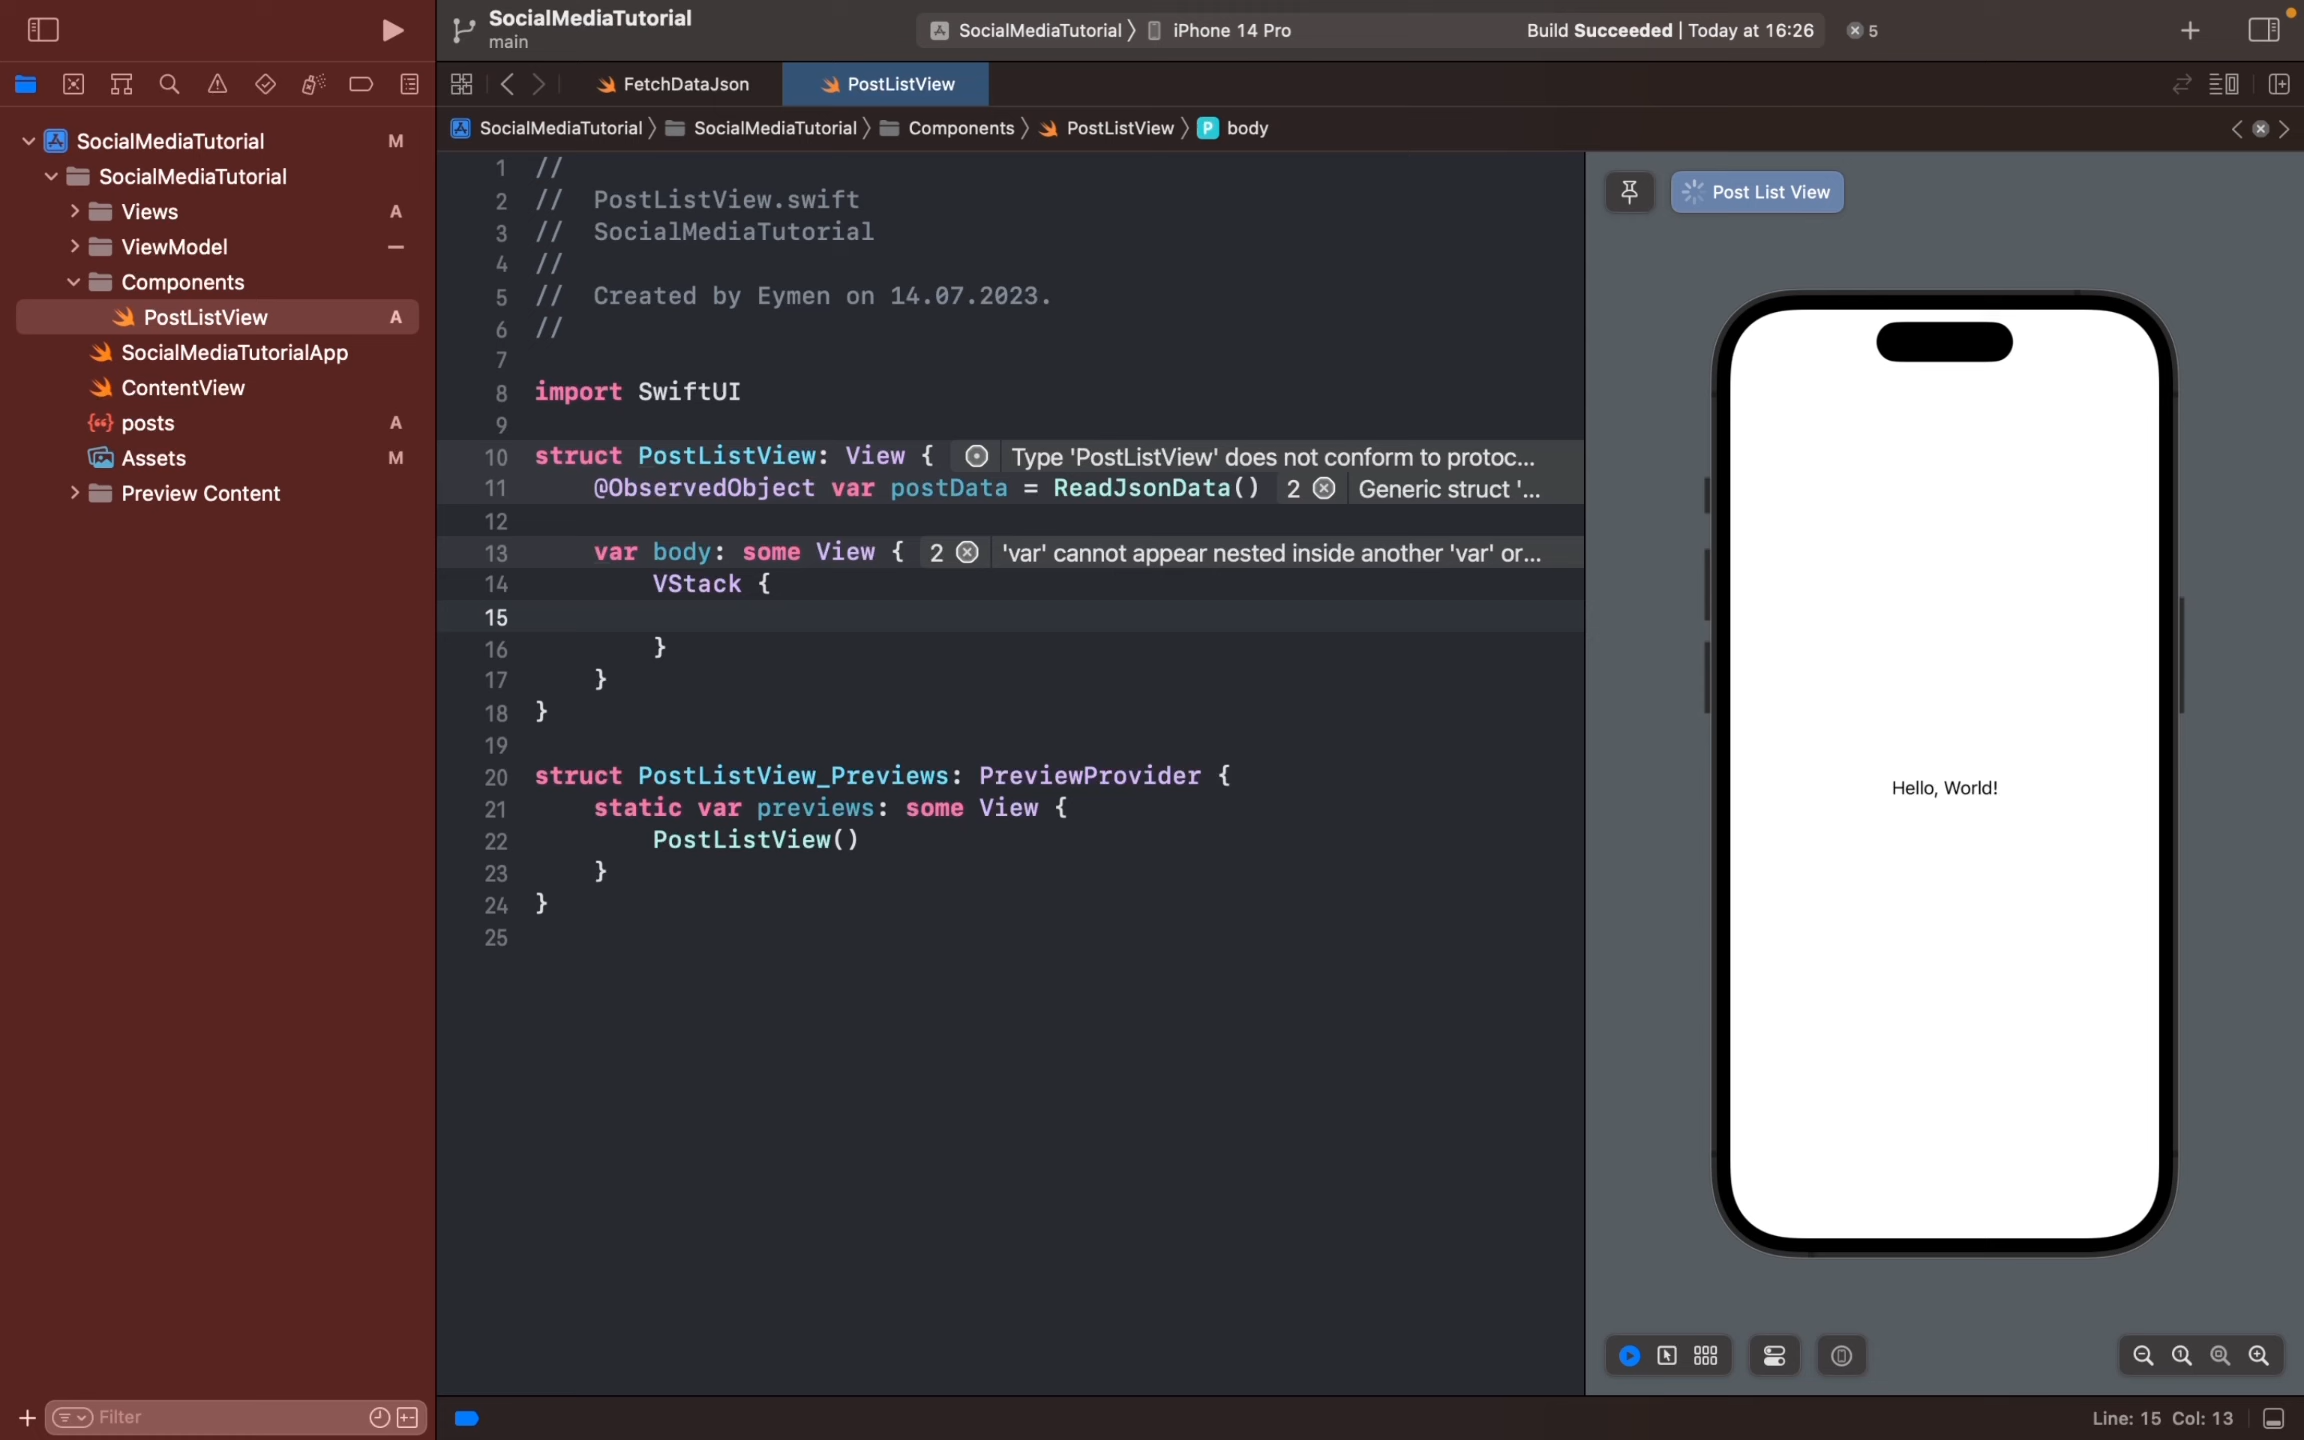 SocialMediaTutorial
main
SocialMediaTutorial 〉 iPhone 14 Pro
Build Succeeded | Today at 16:26
5
FetchDataJson
PostListView
SocialMediaTutorial 〉 SocialMediaTutorial 〉 Components 〉 PostListView 〉 P body
SocialMediaTutorial M
SocialMediaTutorial
Views A
ViewModel
Components
PostListView A
SocialMediaTutorialApp
ContentView
posts A
Assets M
Preview Content
Filter
1 //
2 //  PostListView.swift
3 //  SocialMediaTutorial
4 //
5 //  Created by Eymen on 14.07.2023.
6 //
7
8 import SwiftUI
9
10 struct PostListView: View { Type 'PostListView' does not conform to protoc...
11     @ObservedObject var postData = ReadJsonData() 2 Generic struct '...
12
13     var body: some View { 2 'var' cannot appear nested inside another 'var' or...
14         VStack {
15
16         }
17     }
18 }
19
20 struct PostListView_Previews: PreviewProvider {
21     static var previews: some View {
22         PostListView()
23     }
24 }
25
Post List View
Hello, World!
Line: 15 Col: 13